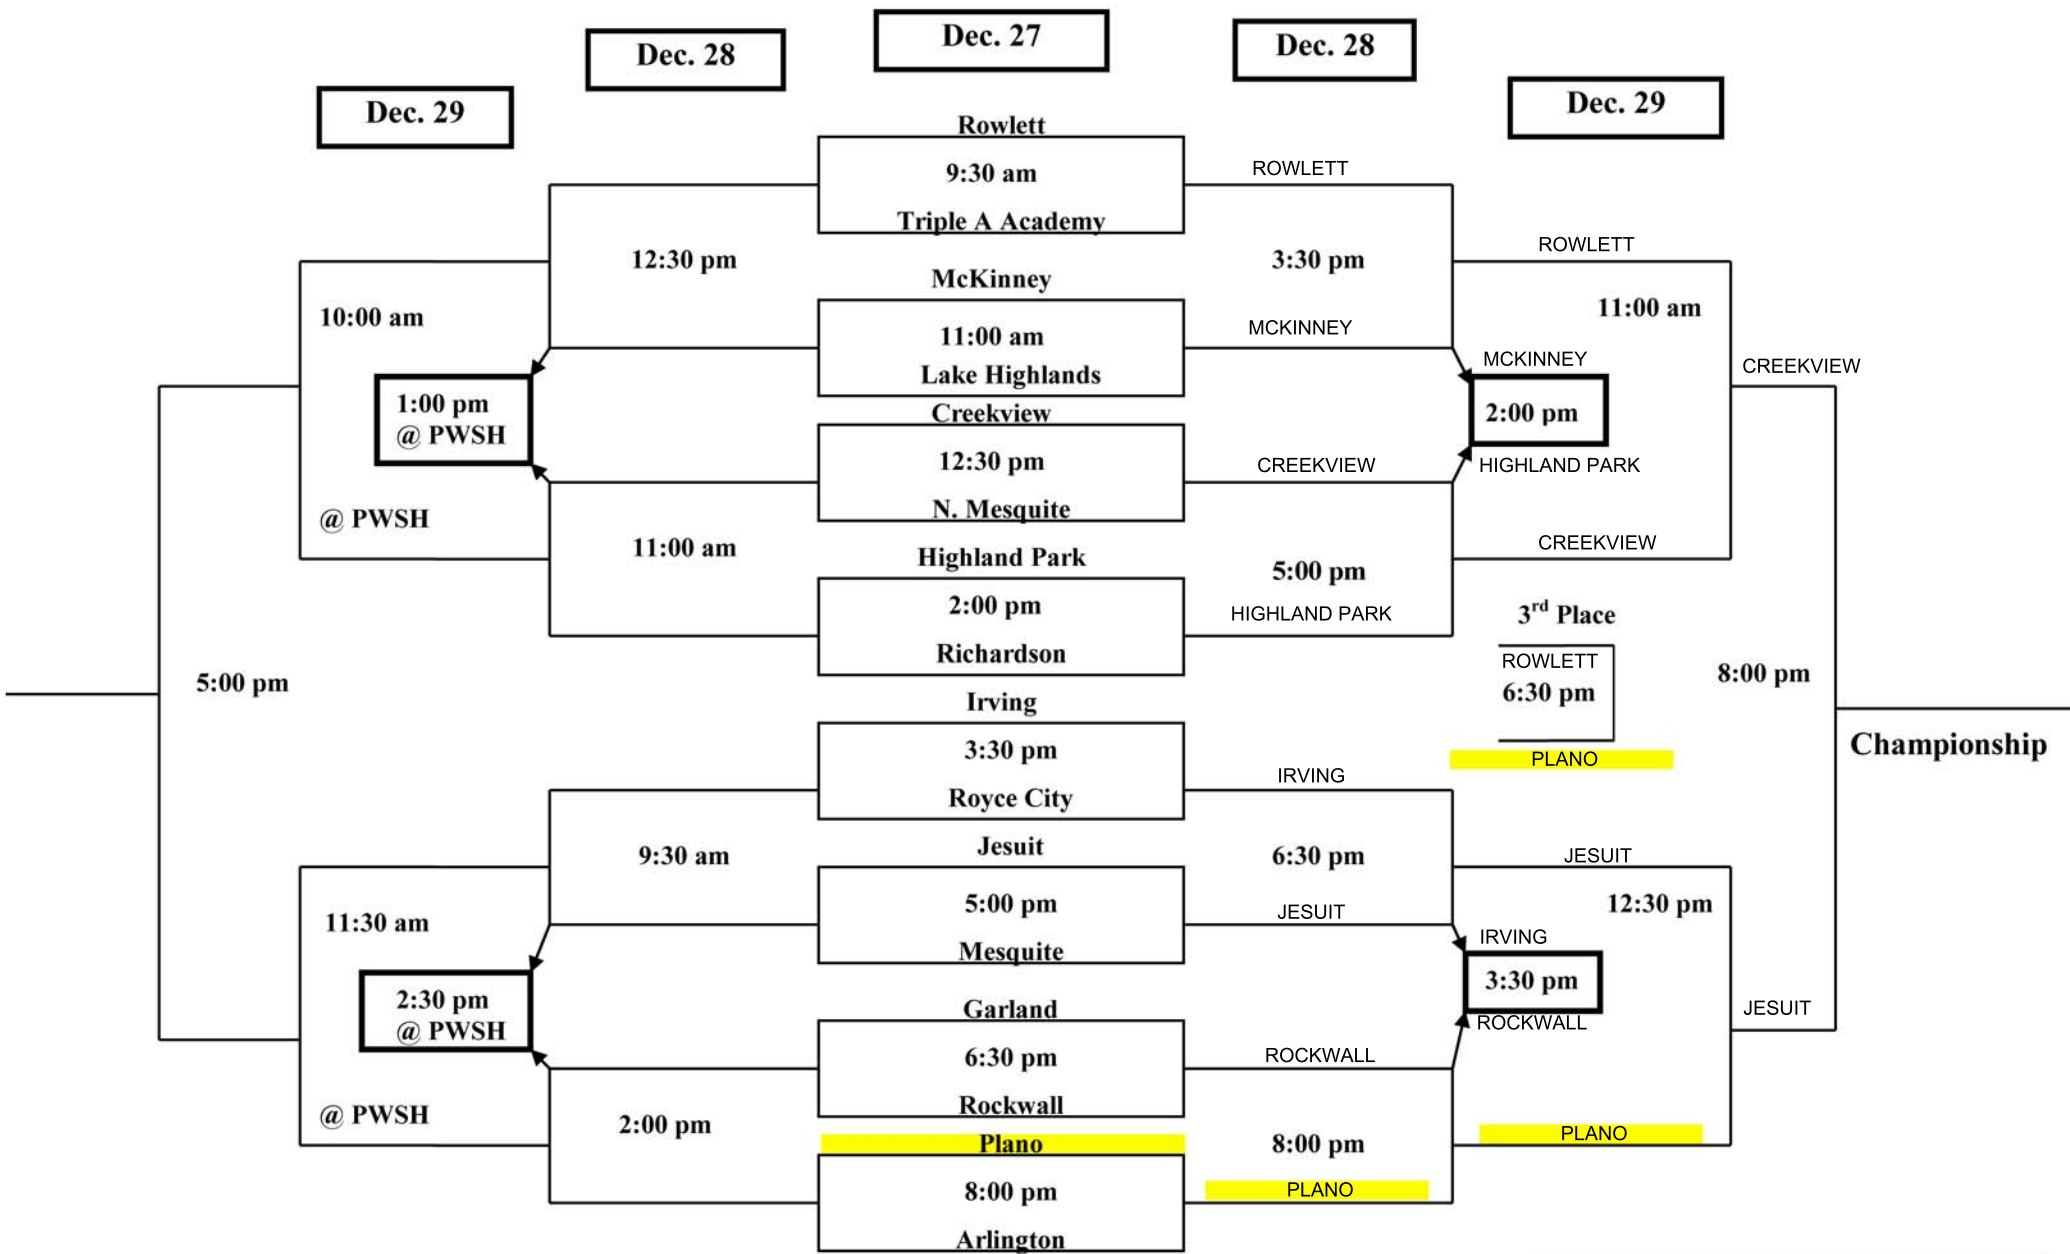 Dec. 29
Dec. 28
Dec. 27
Dec. 28
Dec. 29
Rowlett
9:30 am
Triple A Academy
McKinney
11:00 am
Lake Highlands
Creekview
12:30 pm
N. Mesquite
Highland Park
2:00 pm
Richardson
Irving
3:30 pm
Royce City
Jesuit
5:00 pm
Mesquite
Garland
6:30 pm
Rockwall
Plano
8:00 pm
Arlington
12:30 pm
11:00 am
9:30 am
2:00 pm
10:00 am
1:00 pm
@ PWSH
@ PWSH
11:30 am
2:30 pm
@ PWSH
@ PWSH
5:00 pm
ROWLETT
3:30 pm
MCKINNEY
CREEKVIEW
5:00 pm
HIGHLAND PARK
IRVING
6:30 pm
JESUIT
ROCKWALL
8:00 pm
PLANO
ROWLETT
11:00 am
MCKINNEY
2:00 pm
HIGHLAND PARK
CREEKVIEW
3rd Place
ROWLETT
6:30 pm
PLANO
JESUIT
12:30 pm
IRVING
3:30 pm
ROCKWALL
PLANO
CREEKVIEW
8:00 pm
JESUIT
Championship